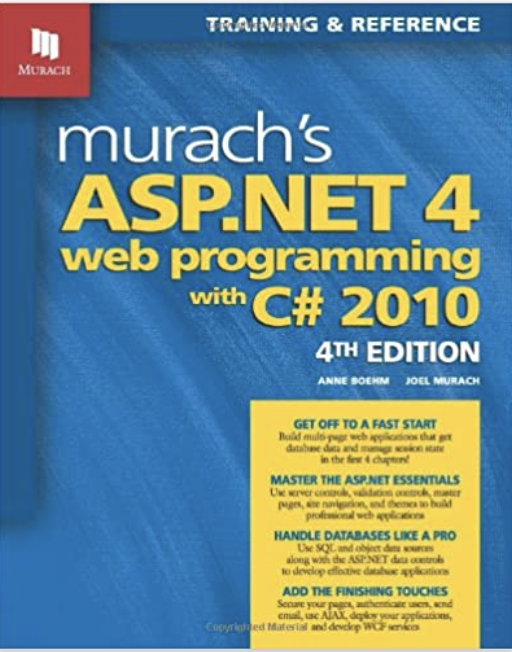 TRAINING & REFERENCE
MURACH
murach's
ASP.NET 4
web programming
with C# 2010
4TH EDITION
ANNE BOEHM JOEL MURACH
GET OFF TO A FAST START
Build multi-page web applications that get
database data and manage session state
in the first 4 chapters!
MASTER THE ASP.NET ESSENTIALS
Use server controls, validation controls, master
pages, site navigation, and themes to build
professional web applications
HANDLE DATABASES LIKE A PRO
Use SQL and object data sources
along with the ASP.NET data controls
to develop effective database applications
ADD THE FINISHING TOUCHES
Secure your pages, authenticate users, send
email, use AJAX, deploy your applications,
and develop WCF services
Copyrighted Material